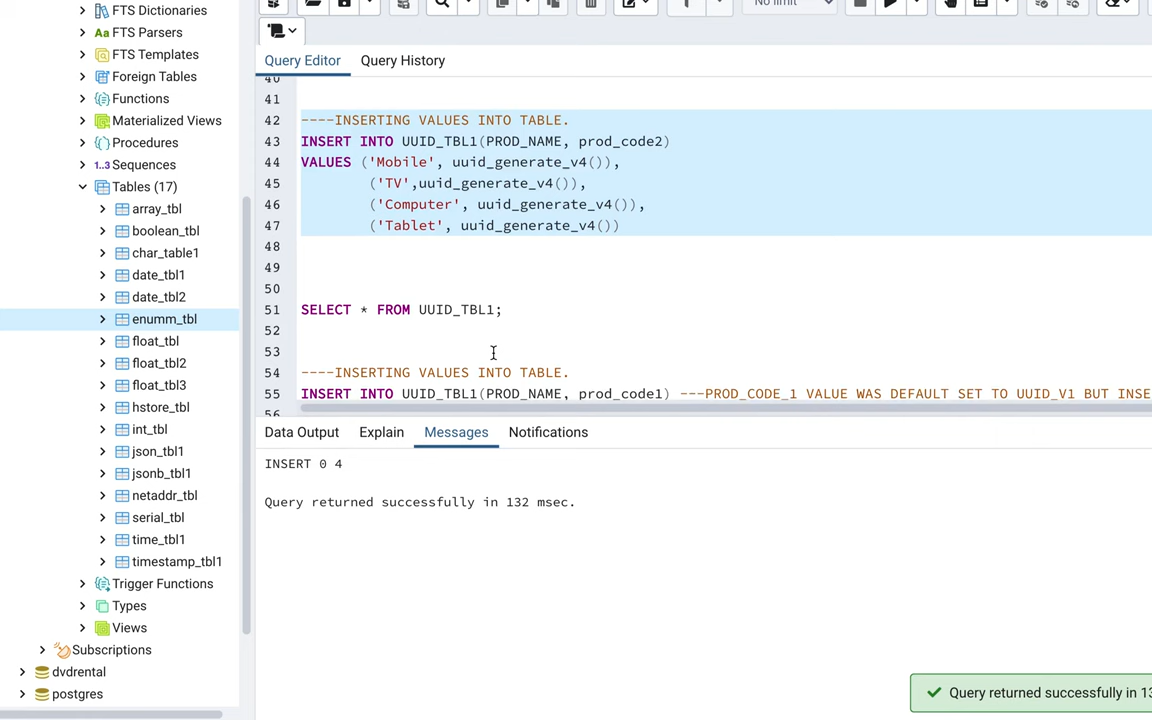 No limit
FTS Dictionaries
Aa FTS Parsers
FTS Templates
Foreign Tables
Functions
Materialized Views
Procedures
1..3 Sequences
Tables (17)
array_tbl
boolean_tbl
char_table1
date_tbl1
date_tbl2
enumm_tbl
float_tbl
float_tbl2
float_tbl3
hstore_tbl
int_tbl
json_tbl1
jsonb_tbl1
netaddr_tbl
serial_tbl
time_tbl1
timestamp_tbl1
Trigger Functions
Types
Views
Subscriptions
dvdrental
postgres
Query Editor Query History
40
41
42 ----INSERTING VALUES INTO TABLE.
43 INSERT INTO UUID_TBL1(PROD_NAME, prod_code2)
44 VALUES ('Mobile', uuid_generate_v4()),
45 ('TV',uuid_generate_v4()),
46 ('Computer', uuid_generate_v4()),
47 ('Tablet', uuid_generate_v4())
48
49
50
51 SELECT * FROM UUID_TBL1;
52
53
54 ----INSERTING VALUES INTO TABLE.
55 INSERT INTO UUID_TBL1(PROD_NAME, prod_code1) ---PROD_CODE_1 VALUE WAS DEFAULT SET TO UUID_V1 BUT INSE
56
Data Output Explain Messages Notifications
INSERT 0 4
Query returned successfully in 132 msec.
Query returned successfully in 13